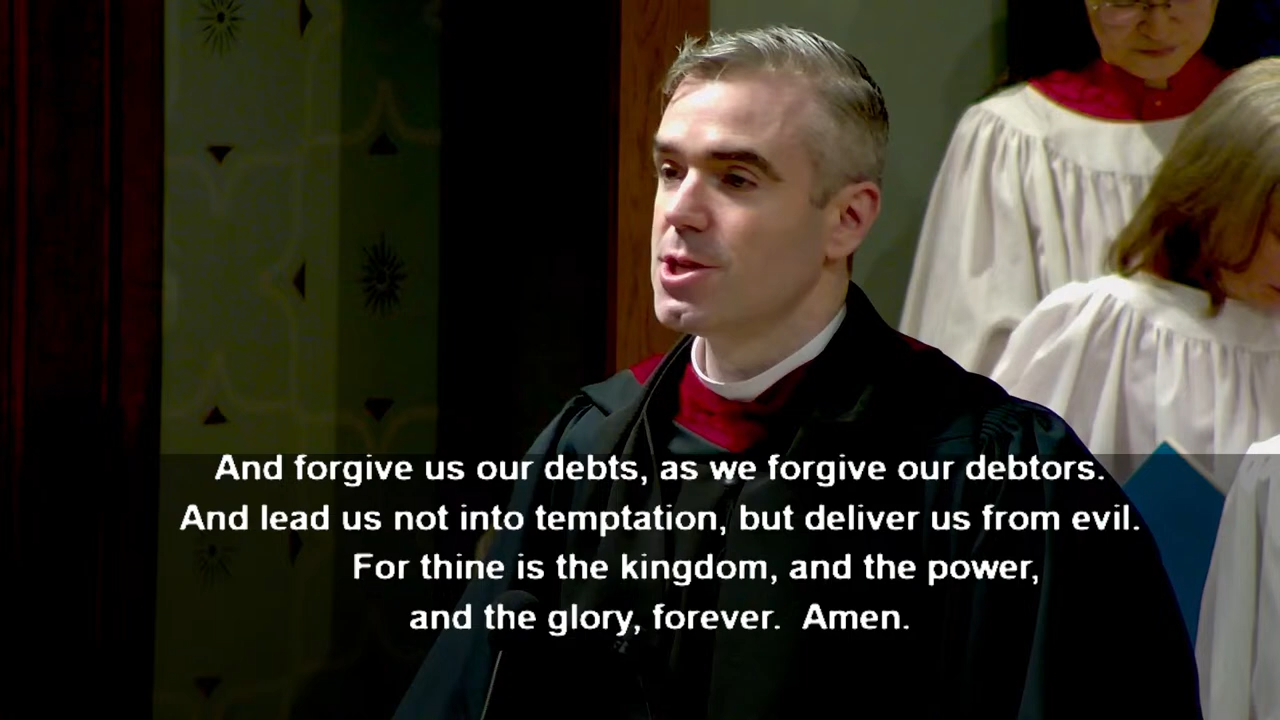 And forgive us our debts, as we forgive our debtors.
And lead us not into temptation, but deliver us from evil.
For thine is the kingdom, and the power,
and the glory, forever.  Amen.